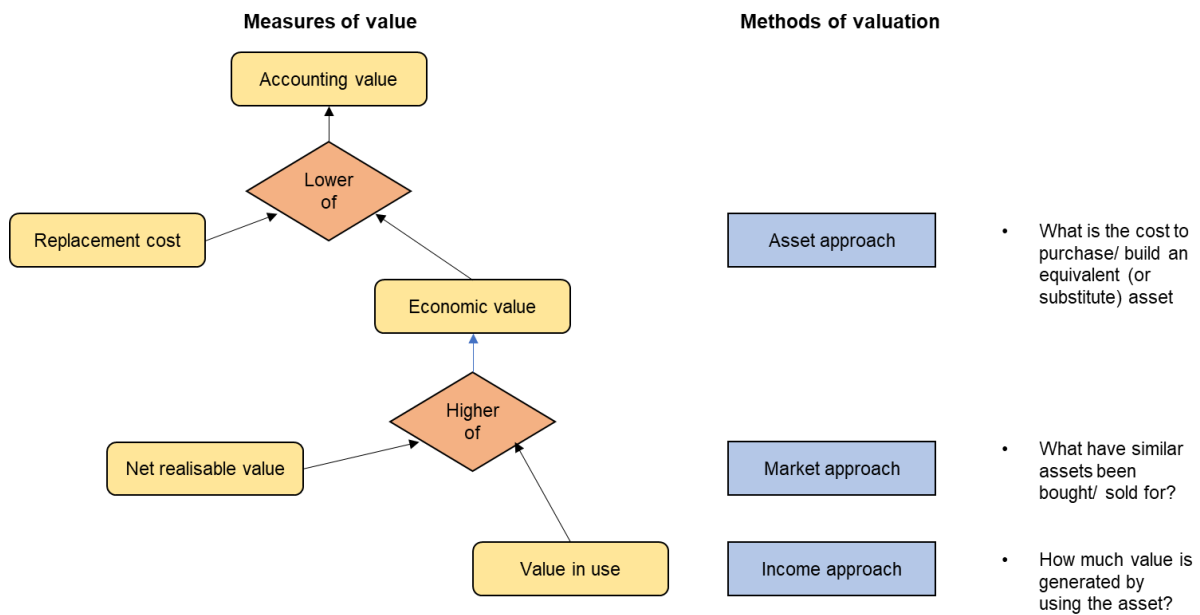 Measures of value
Methods of valuation
Accounting value
Lower
of
Replacement cost
Asset approach
• What is the cost to
purchase/ build an
equivalent (or
substitute) asset
Economic value
Higher
of
Net realisable value
Market approach
• What have similar
assets been
bought/ sold for?
Value in use
Income approach
• How much value is
generated by
using the asset?